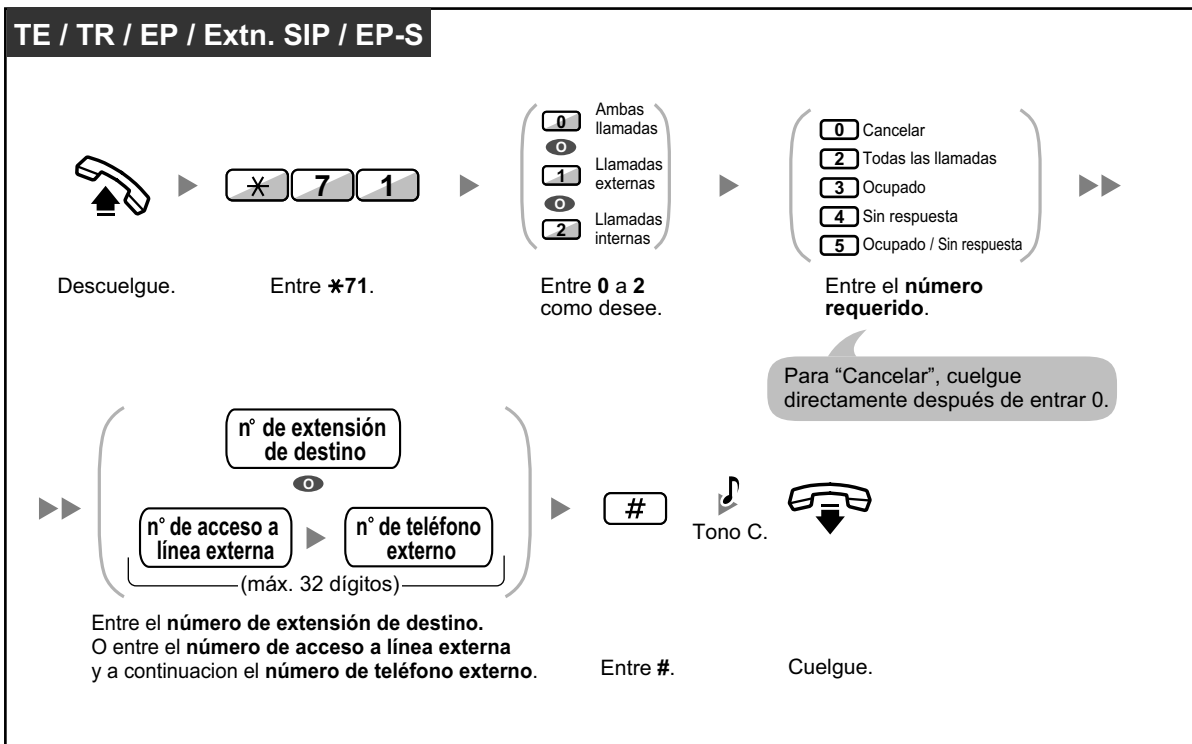 TE / TR / EP / Extn. SIP / EP-S
Descuelgue.
* 7 1
Entre *71.
0 Ambas
llamadas
O
1 Llamadas
externas
O
2 Llamadas
internas
Entre 0 a 2
como desee.
0 Cancelar
2 Todas las llamadas
3 Ocupado
4 Sin respuesta
5 Ocupado / Sin respuesta
Entre el número
requerido.
Para “Cancelar”, cuelgue
directamente después de entrar 0.
n° de extensión
de destino
O
n° de acceso a
línea externa
n° de teléfono
externo
(máx. 32 dígitos)
Entre el número de extensión de destino.
O entre el número de acceso a línea externa
y a continuacion el número de teléfono externo.
#
Entre #.
Tono C.
Cuelgue.